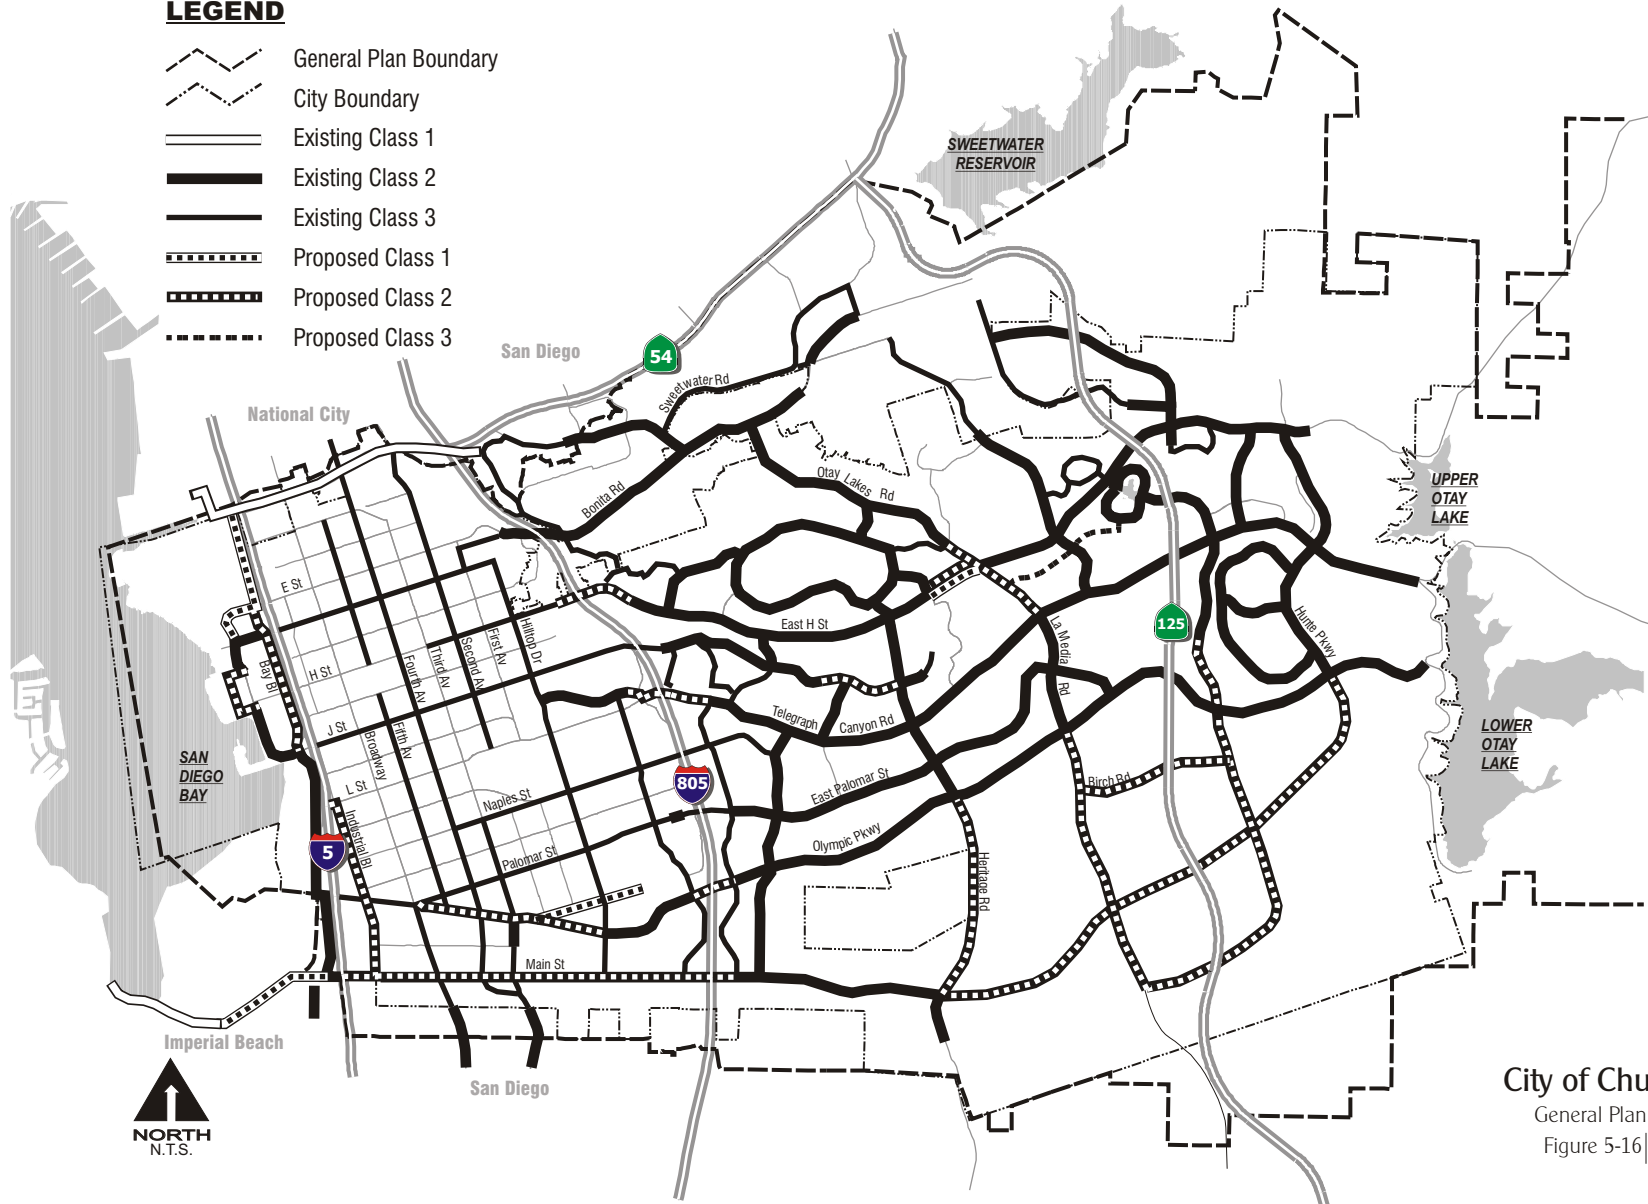 LEGEND
General Plan Boundary
City Boundary
Existing Class 1
Existing Class 2
Existing Class 3
Proposed Class 1
Proposed Class 2
Proposed Class 3
SWEETWATER
RESERVOIR
San Diego
54
National City
Sweetwater Rd
Bonita Rd
Otay Lakes Rd
UPPER
OTAY
LAKE
E St
H St
J St
L St
Bay Bl
Fourth Av
Third Av
Second Av
First Av
Hilltop Dr
East H St
La Media Rd
125
Hunte Pkwy
Broadway
Fifth Av
Telegraph Canyon Rd
SAN
DIEGO
BAY
LOWER
OTAY
LAKE
805
Naples St
East Palomar St
Birch Rd
Industrial Bl
5
Palomar St
Olympic Pkwy
Heritage Rd
Main St
Imperial Beach
San Diego
NORTH
N.T.S.
City of Chu
General Plan
Figure 5-16